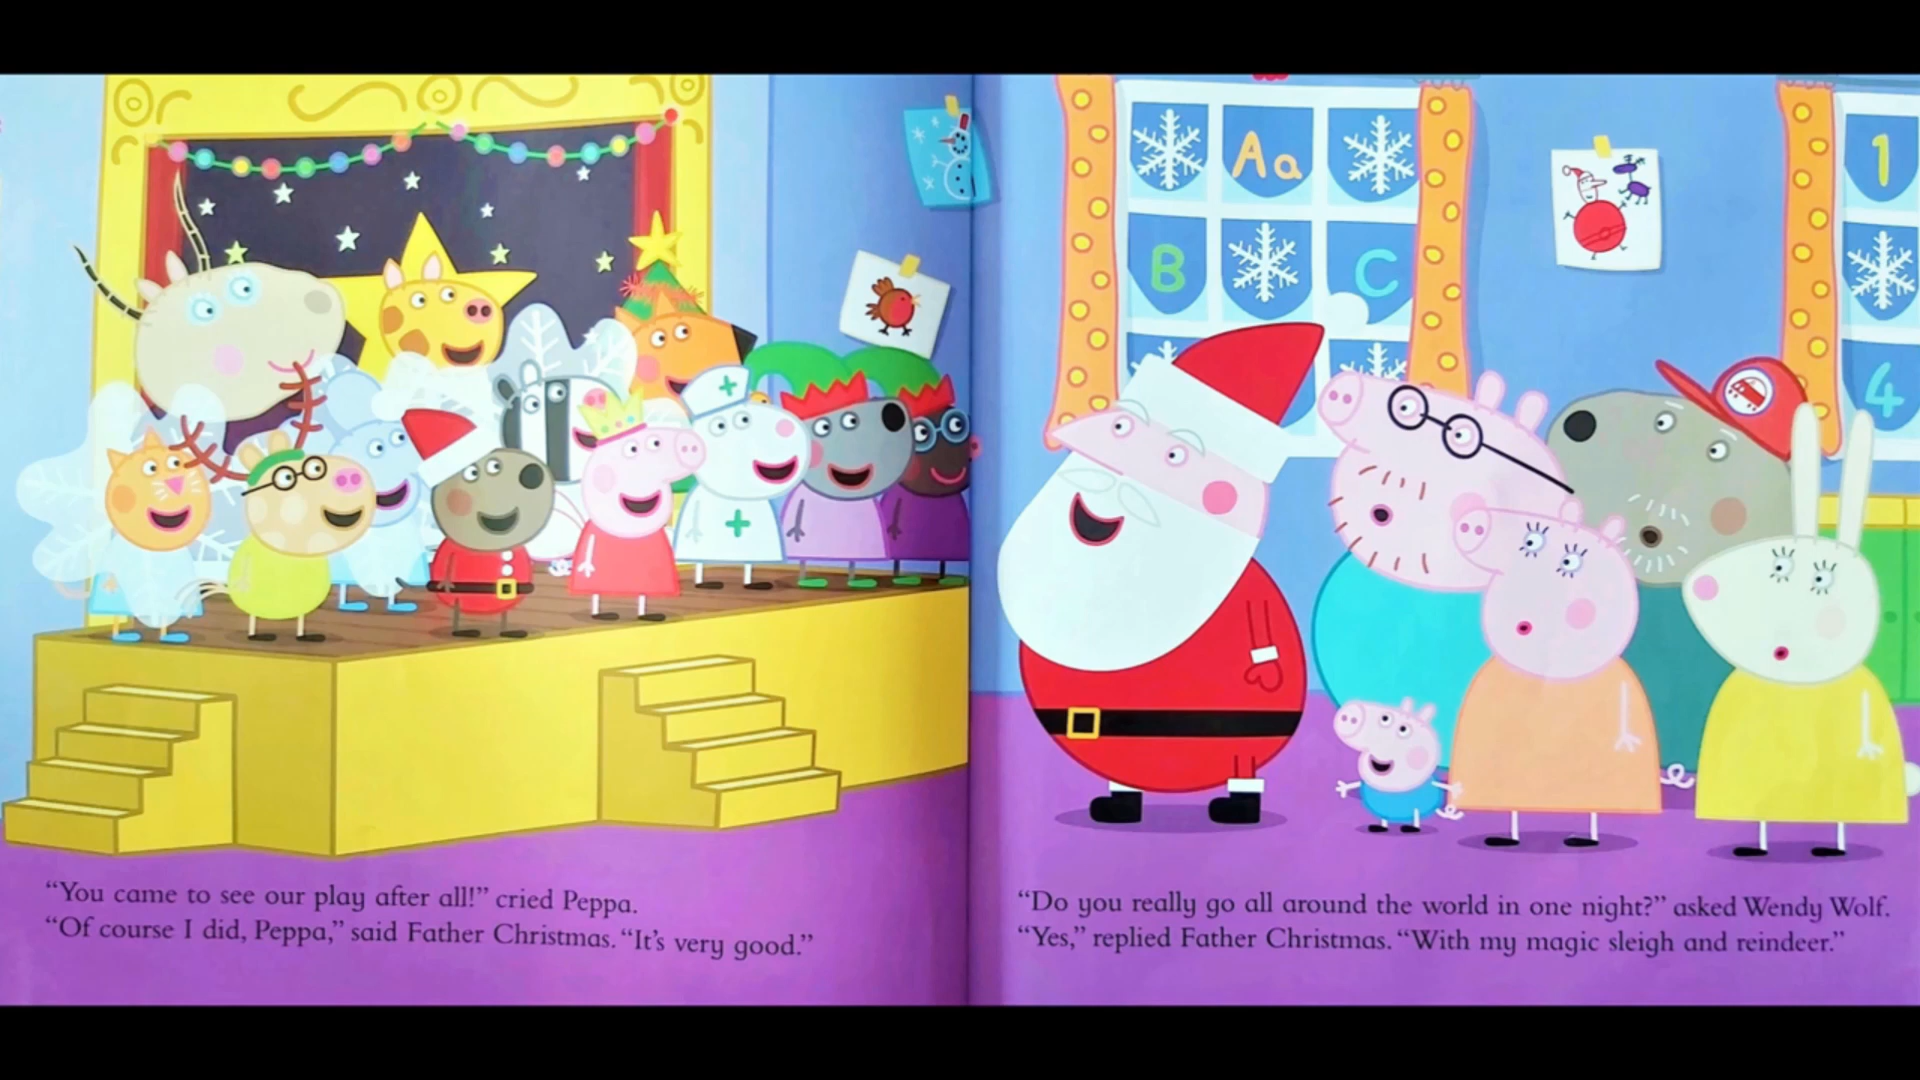 “You came to see our play after all!” cried Peppa.
“Of course I did, Peppa,” said Father Christmas. “It’s very good.”
Aa
B
C
1
4
“Do you really go all around the world in one night?” asked Wendy Wolf.
“Yes,” replied Father Christmas. “With my magic sleigh and reindeer.”